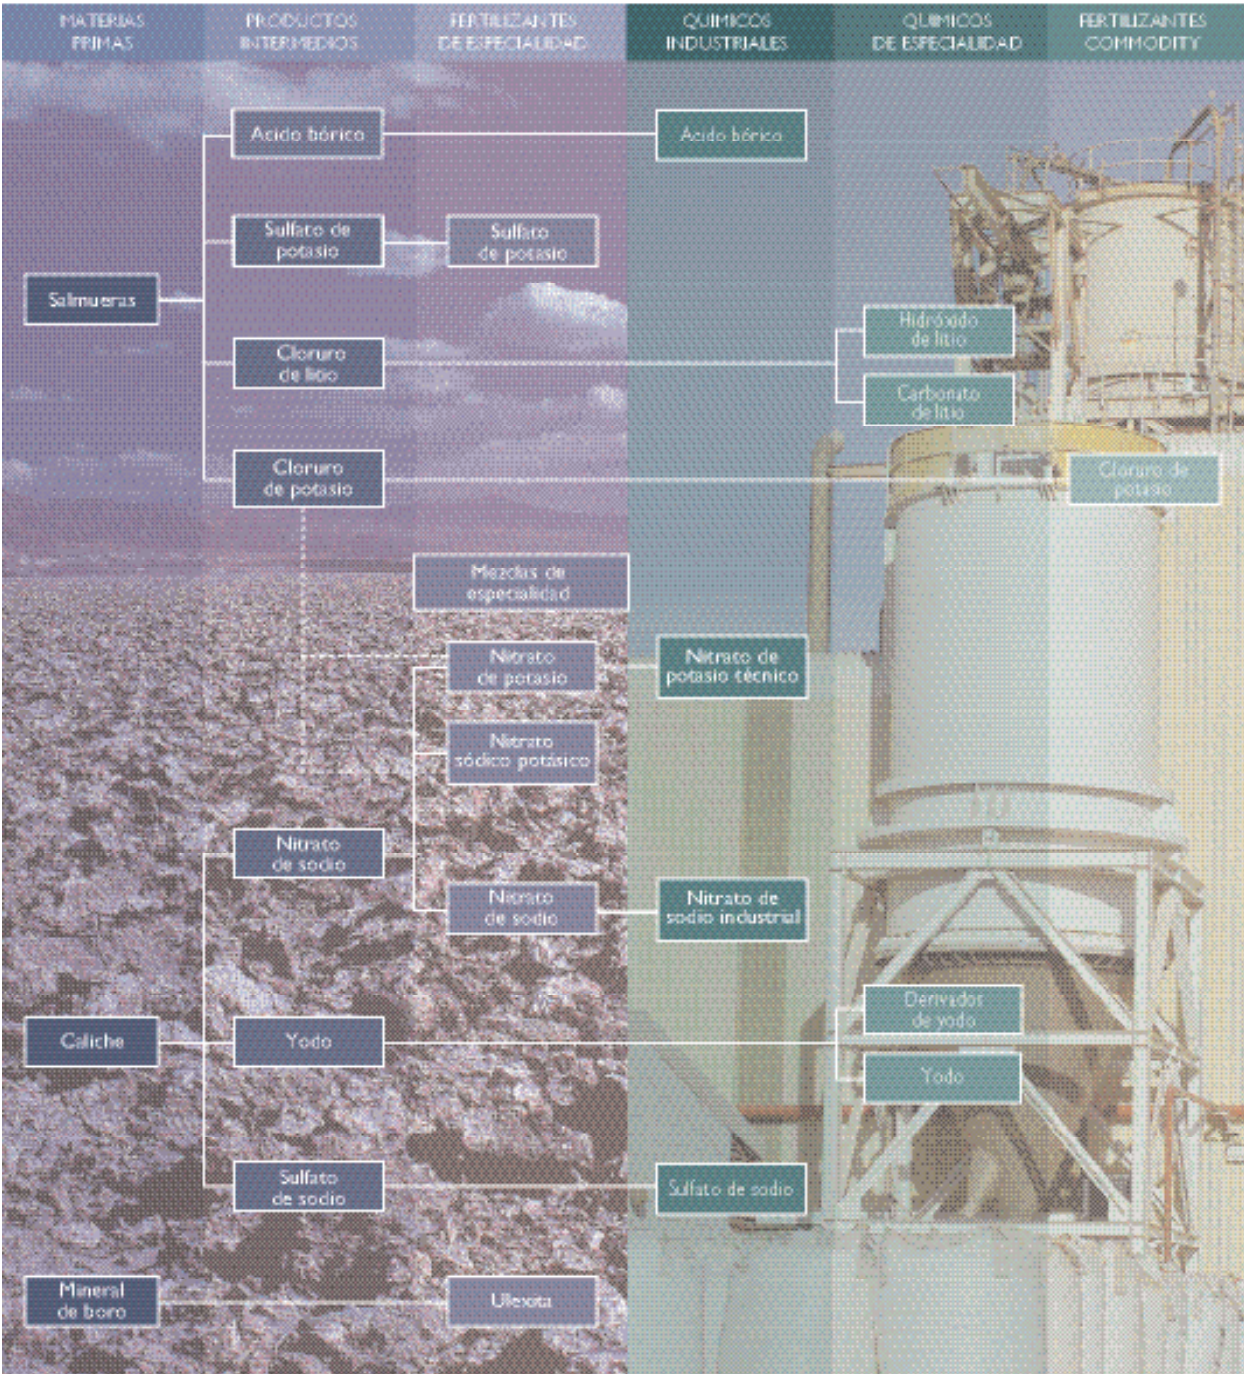 MATERIAS
PRIMAS
PRODUCTOS
INTERMEDIOS
FERTILIZANTES
DE ESPECIALIDAD
QUIMICOS
INDUSTRIALES
QUIMICOS
DE ESPECIALIDAD
FERTILIZANTES
COMMODITY
Acido bórico
Acido bórico
Sulfato de
potasio
Sulfato
de potasio
Salmueras
Hidróxido
de litio
Cloruro
de litio
Carbonato
de litio
Cloruro
de potasio
Cloruro de
potasio
Mezclas de
especialidad
Nitrato
de potasio
Nitrato de
potasio técnico
Nitrato
sódico potásico
Nitrato
de sodio
Nitrato
de sodio
Nitrato de
sodio industrial
Derivados
de yodo
Caliche
Yodo
Yodo
Sulfato
de sodio
Sulfato de sodio
Mineral
de boro
Ulexita